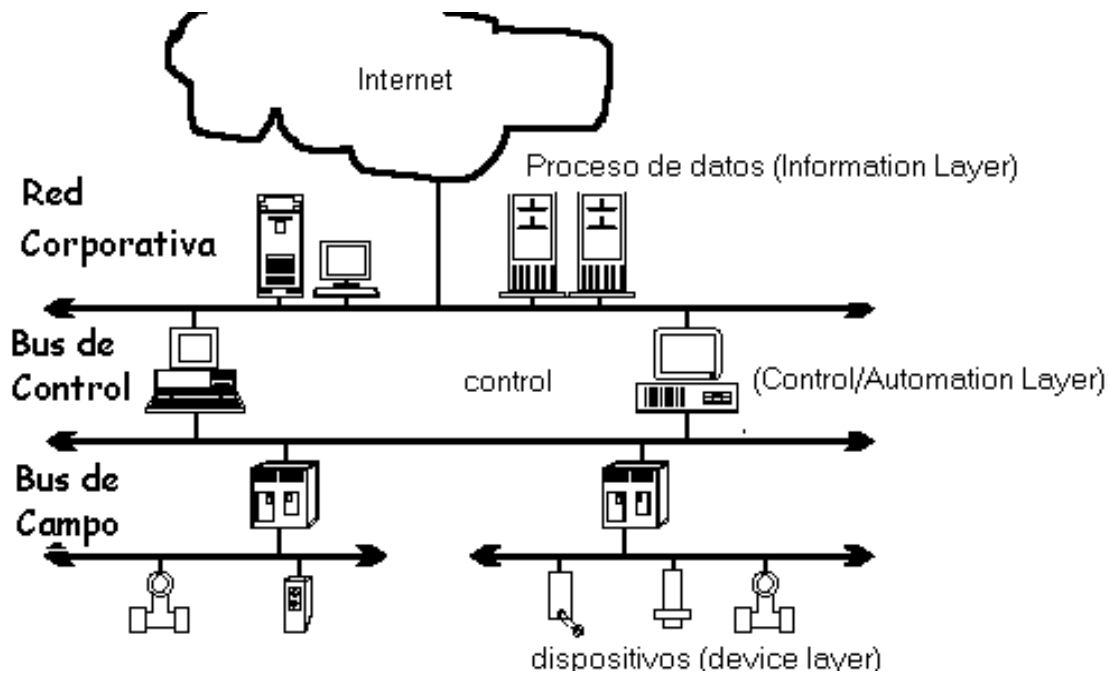 Internet
Proceso de datos (Information Layer)
Red
Corporativa
Bus de
Control
control
(Control/Automation Layer)
Bus de
Campo
dispositivos (device layer)